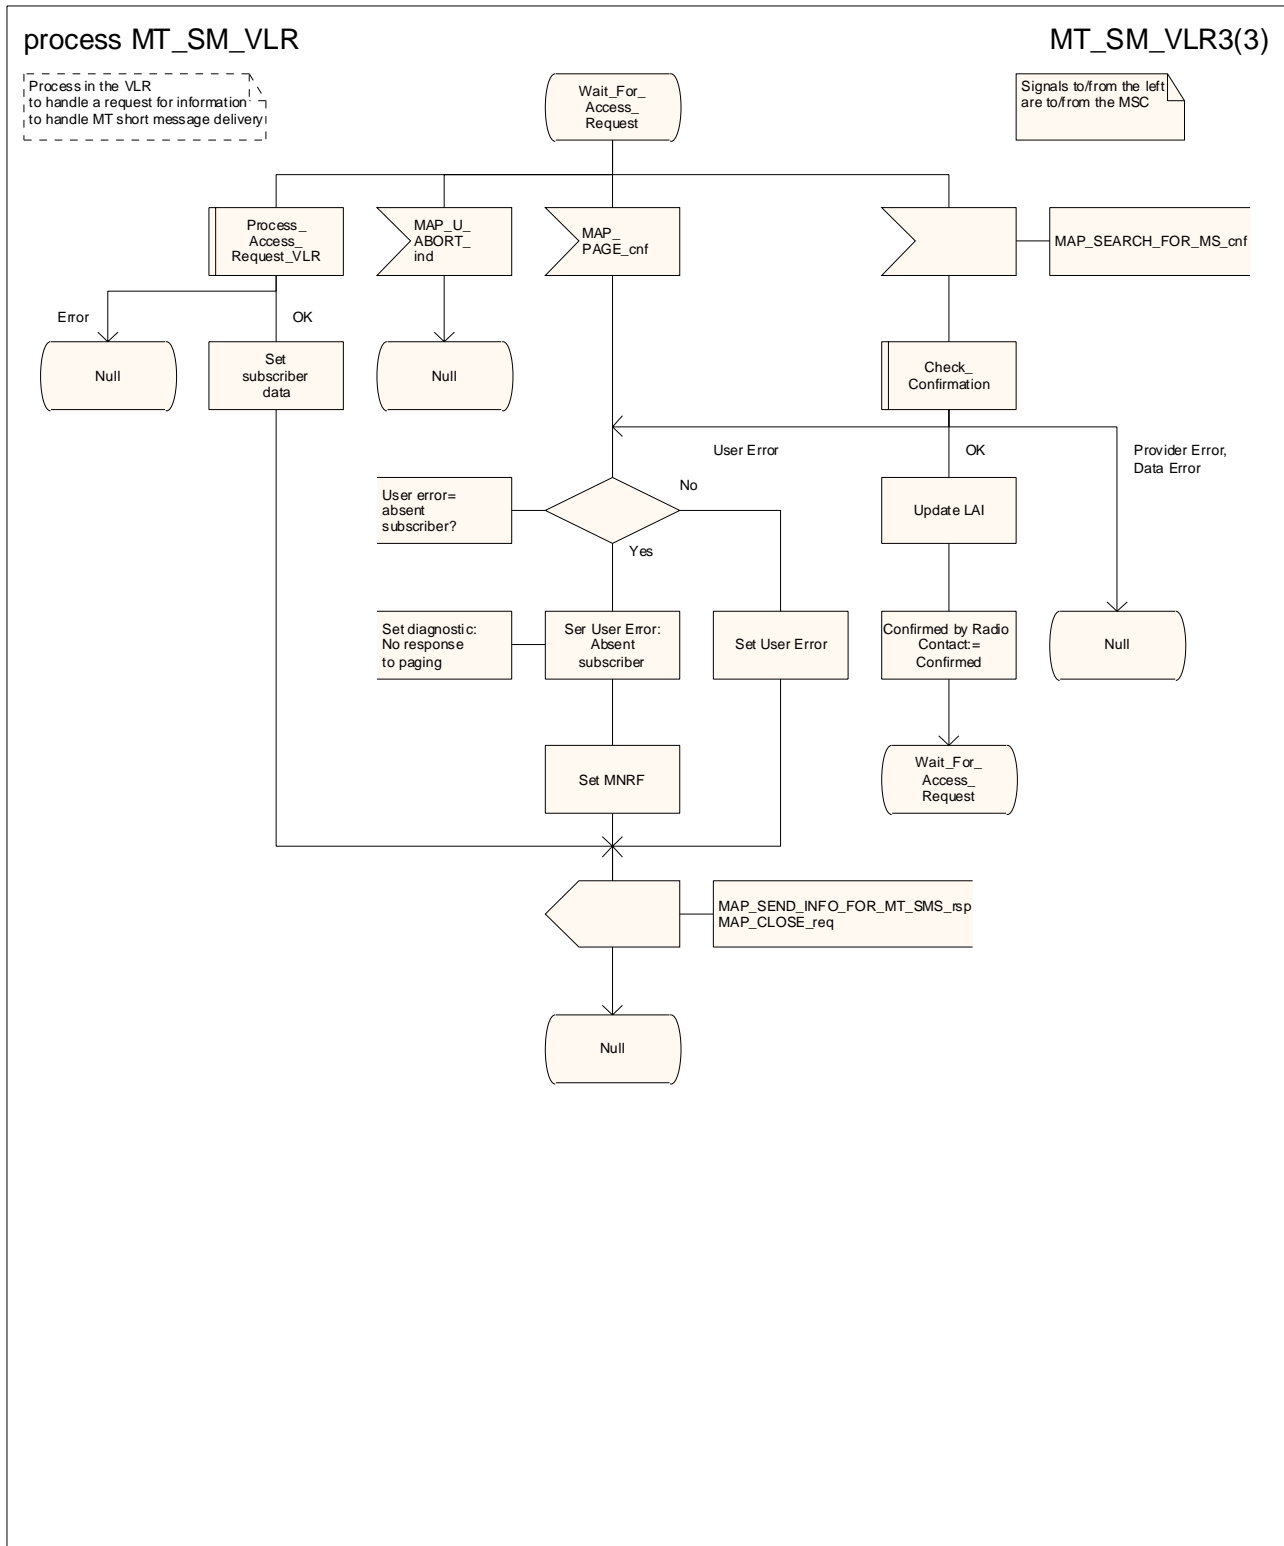 process MT_SM_VLR
MT_SM_VLR3(3)
Process in the VLR
to handle a request for information
to handle MT short message delivery
Wait_For_
Access_
Request
Signals to/from the left
are to/from the MSC
Process_
Access_
Request_VLR
MAP_U_
ABORT_
ind
MAP_
PAGE_cnf
MAP_SEARCH_FOR_MS_cnf
Error
OK
Null
Set
subscriber
data
Null
Check_
Confirmation
User Error
OK
Provider Error,
Data Error
User error=
absent
subscriber?
No
Yes
Update LAI
Set diagnostic:
No response
to paging
Ser User Error:
Absent
subscriber
Set User Error
Confirmed by Radio
Contact:=
Confirmed
Null
Set MNRF
Wait_For_
Access_
Request
MAP_SEND_INFO_FOR_MT_SMS_rsp
MAP_CLOSE_req
Null